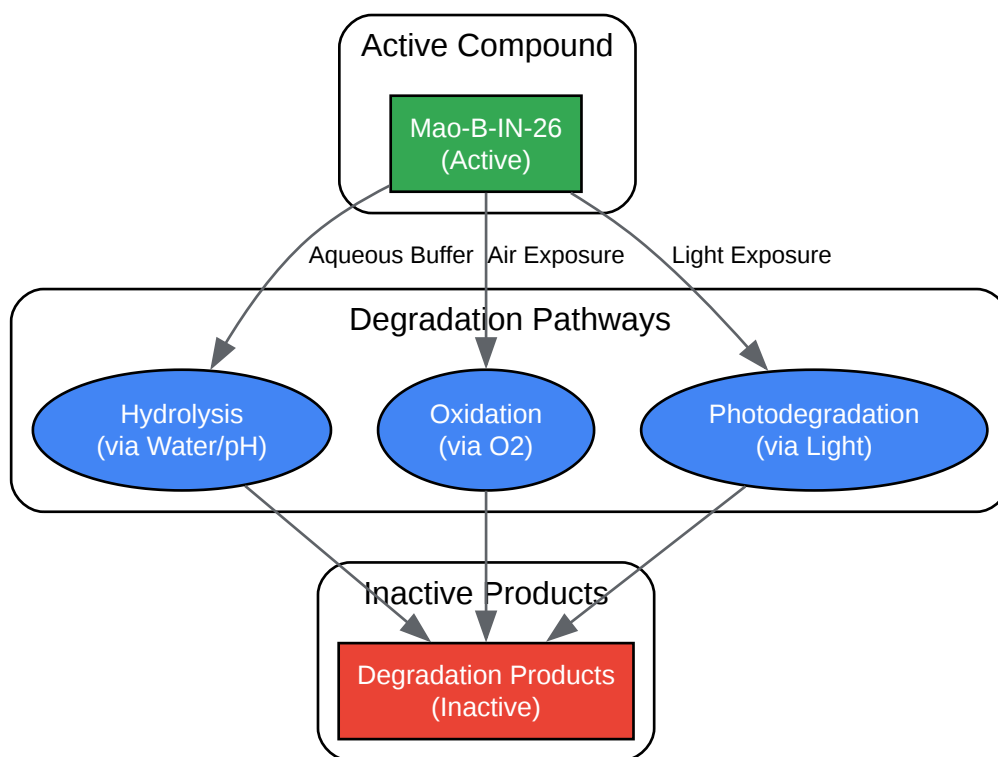 Active Compound
Mao-B-IN-26
(Active)
Aqueous Buffer
Air Exposure
Light Exposure
Degradation Pathways
Hydrolysis
(via Water/pH)
Oxidation
(via O2)
Photodegradation
(via Light)
Inactive Products
Degradation Products
(Inactive)